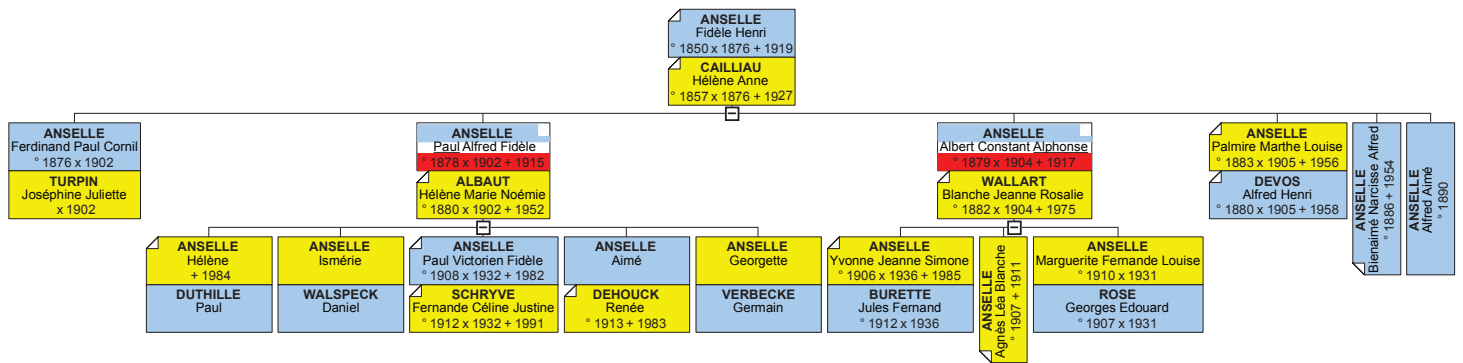 ANSELLE
Fidèle Henri
° 1850 x 1876 + 1919
CAILLIAU
Hélène Anne
° 1857 x 1876 + 1927
ANSELLE
Ferdinand Paul Cornil
° 1876 x 1902
TURPIN
Joséphine Juliette
x 1902
ANSELLE
Paul Alfred Fidèle
° 1878 x 1902 + 1915
ALBAUT
Hélène Marie Noémie
° 1880 x 1902 + 1952
ANSELLE
Albert Constant Alphonse
° 1879 x 1904 + 1917
WALLART
Blanche Jeanne Rosalie
° 1882 x 1904 + 1975
ANSELLE
Palmire Marthe Louise
° 1883 x 1905 + 1956
DEVOS
Alfred Henri
° 1880 x 1905 + 1958
ANSELLE
Bienaimé Narcisse Alfred
° 1886 + 1954
ANSELLE
Alfred Aimé
° 1890
ANSELLE
Hélène
+ 1984
DUTHILLE
Paul
ANSELLE
Ismérie
WALSPECK
Daniel
ANSELLE
Paul Victorien Fidèle
° 1908 x 1932 + 1982
SCHRYVE
Fernande Céline Justine
° 1912 x 1932 + 1991
ANSELLE
Aimé
DEHOUCK
Renée
° 1913 + 1983
ANSELLE
Georgette
VERBECKE
Germain
ANSELLE
Yvonne Jeanne Simone
° 1906 x 1936 + 1985
BURETTE
Jules Fernand
° 1912 x 1936
ANSELLE
Agnès Léa Blanche
° 1907 + 1911
ANSELLE
Marguerite Fernande Louise
° 1910 x 1931
ROSE
Georges Edouard
° 1907 x 1931